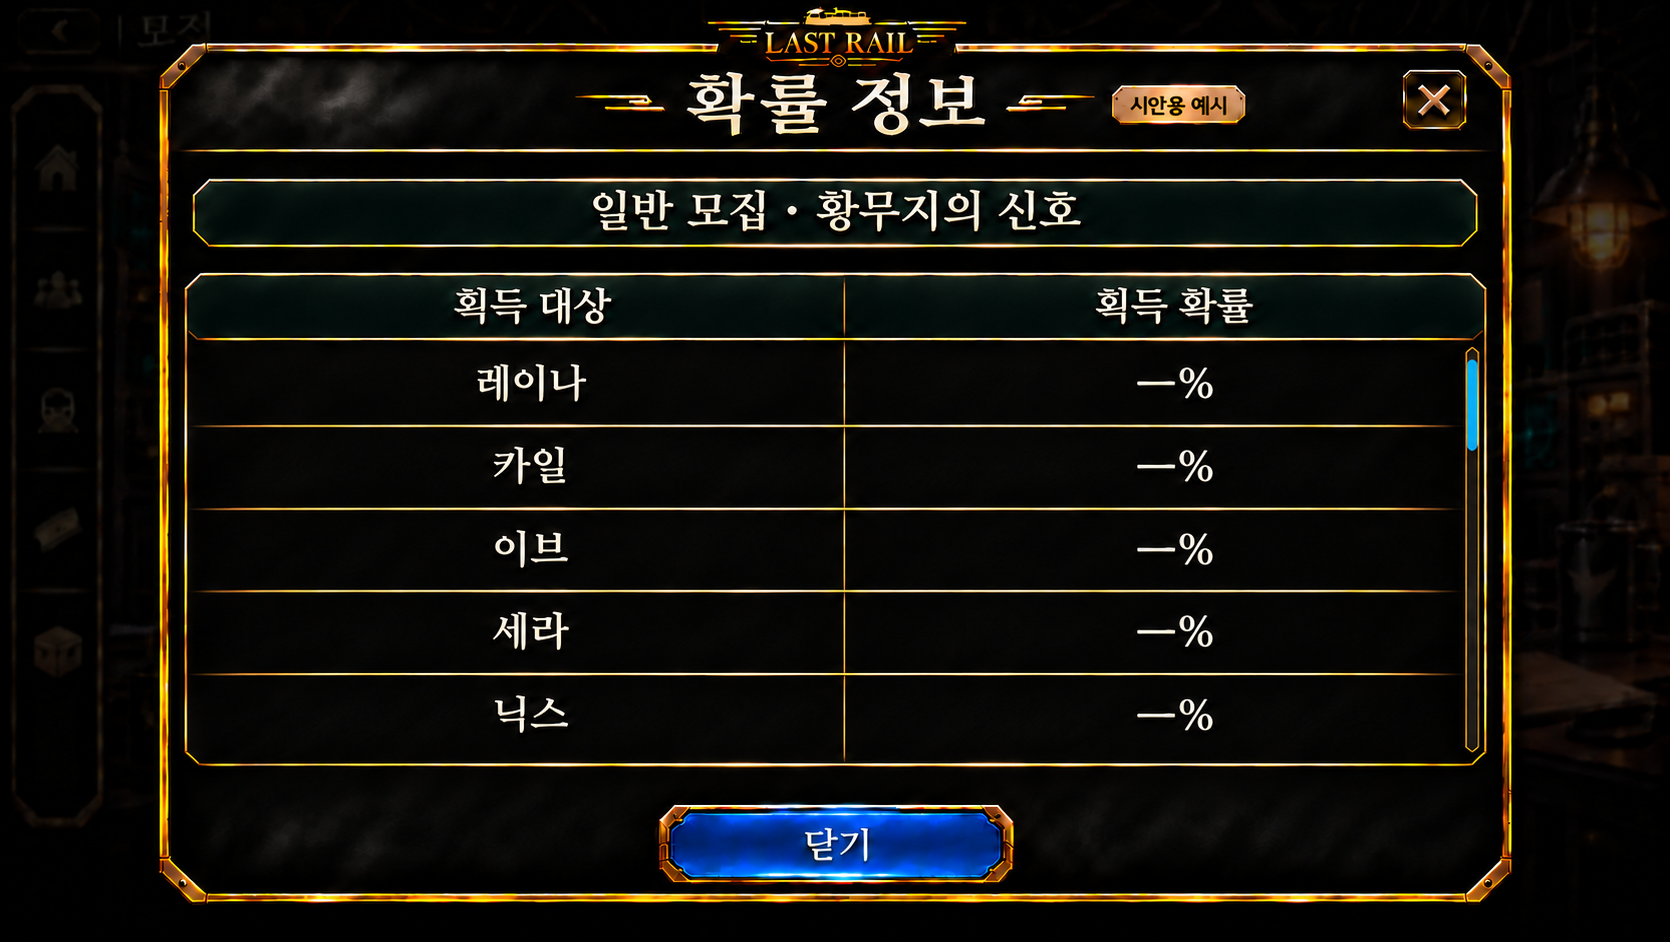 모집
LAST RAIL
확률 정보
시안용 예시
일반 모집 · 황무지의 신호
획득 대상
획득 확률
레이나
—%
카일
—%
이브
—%
세라
—%
닉스
—%
닫기